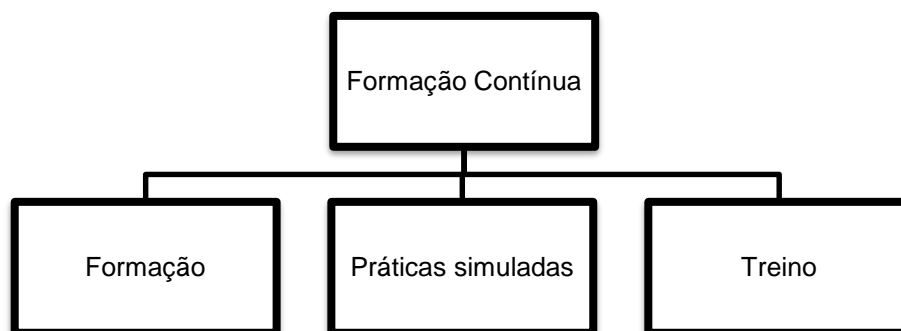 Formação Contínua
Formação
Práticas simuladas
Treino